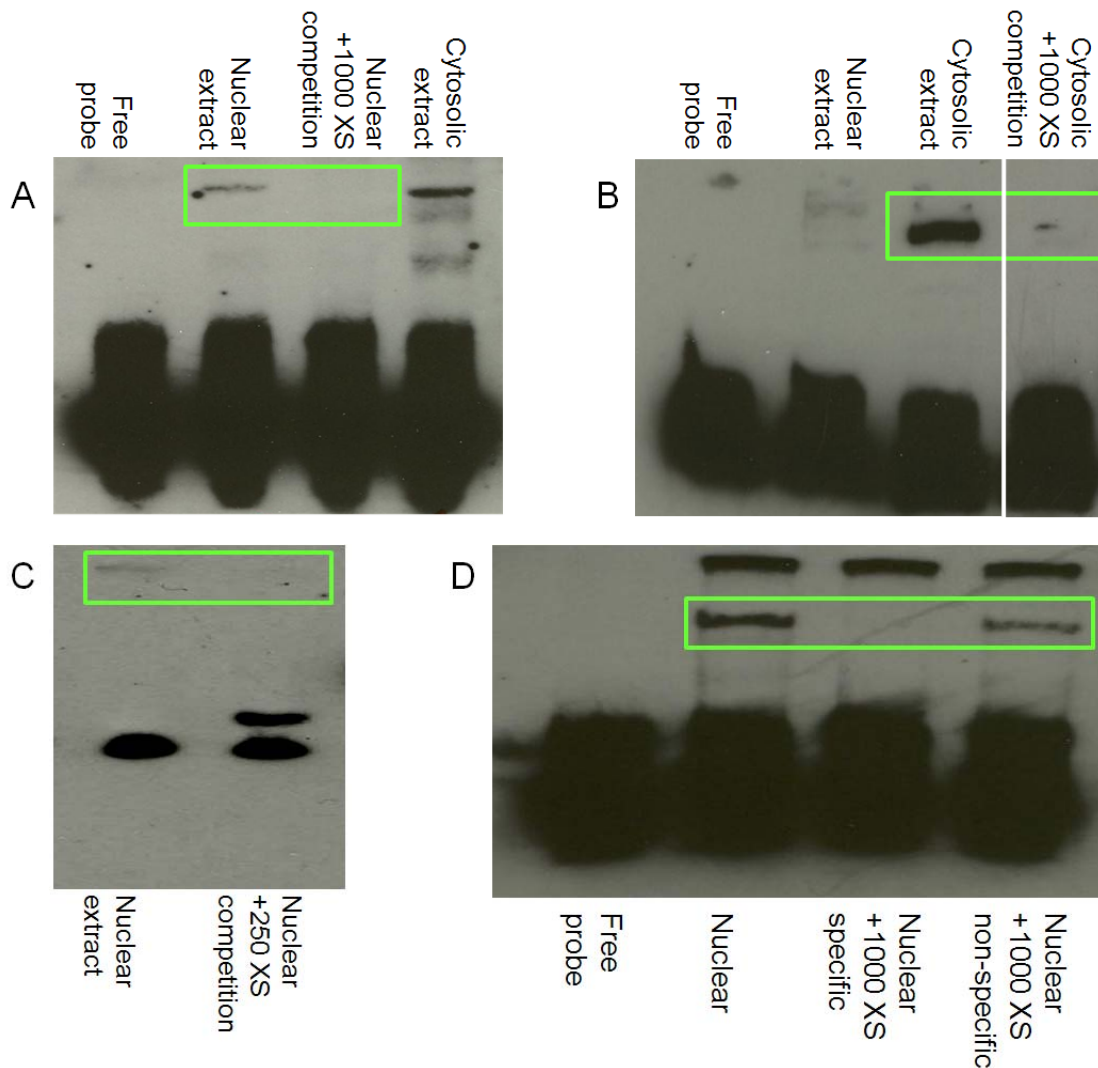 Free
probe
Nuclear
extract
Nuclear
+1000 XS
competition
Cytosolic
extract
A
Free
probe
Nuclear
extract
Cytosolic
extract
Cytosolic
+1000 XS
competition
B
C
Nuclear
extract
Nuclear
+250 XS
competition
D
Free
probe
Nuclear
Nuclear
+1000 XS
specific
Nuclear
+1000 XS
non-specific